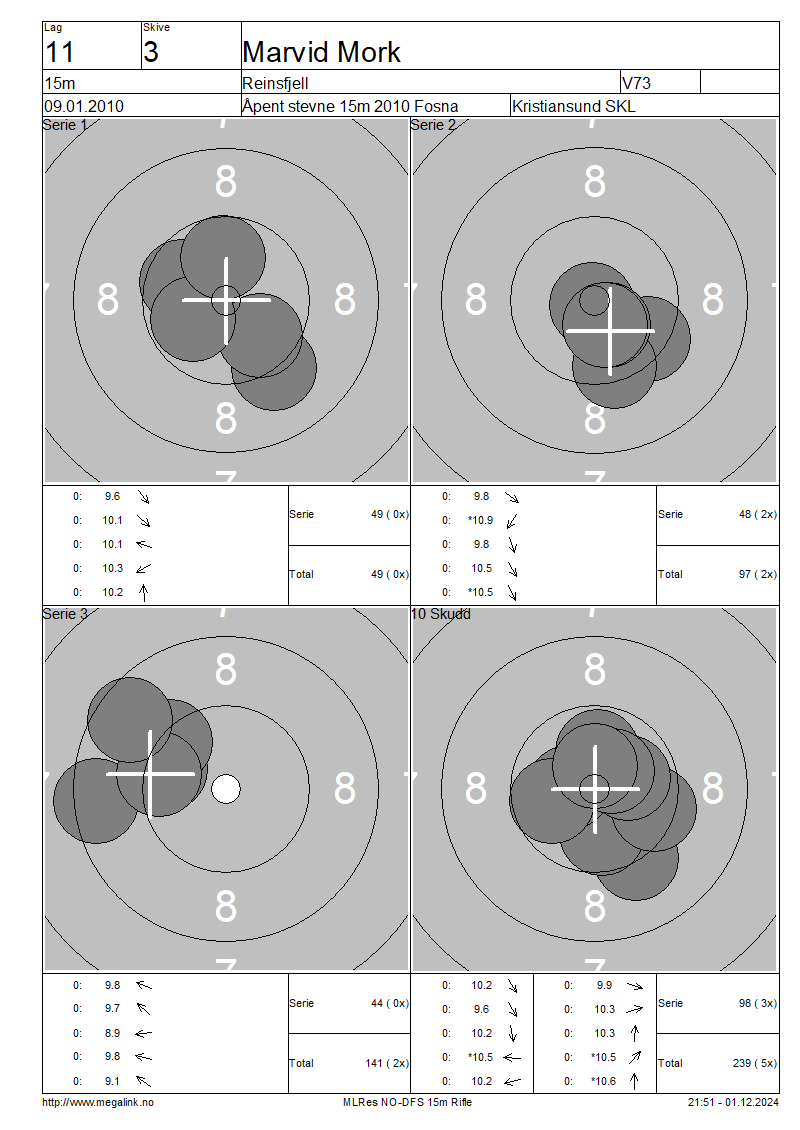 Lag Skive
11 3 Marvid Mork
15m Reinsfjell V73
09.01.2010 Åpent stevne 15m 2010 Fosna Kristiansund SKL
Serie 1 Serie 2
7 7
8 8
8 8 8 8
8 8
7 7
0: 9.6 0: 9.8
0: 10.1 Serie 49 ( 0x) 0: *10.9 Serie 48 ( 2x)
0: 10.1 0: 9.8
0: 10.3 Total 49 ( 0x) 0: 10.5 Total 97 ( 2x)
0: 10.2 0: *10.5
Serie 3 10 Skudd
7 7
8 8
8 8 8
8 8
7 7
0: 9.8 0: 10.2 0: 9.9
0: 9.7 Serie 44 ( 0x) 0: 9.6 0: 10.3 Serie 98 ( 3x)
0: 8.9 0: 10.2 0: 10.3
0: 9.8 Total 141 ( 2x) 0: *10.5 0: *10.5 Total 239 ( 5x)
0: 9.1 0: 10.2 0: *10.6
http://www.megalink.no MLRes NO-DFS 15m Rifle 21:51 - 01.12.2024